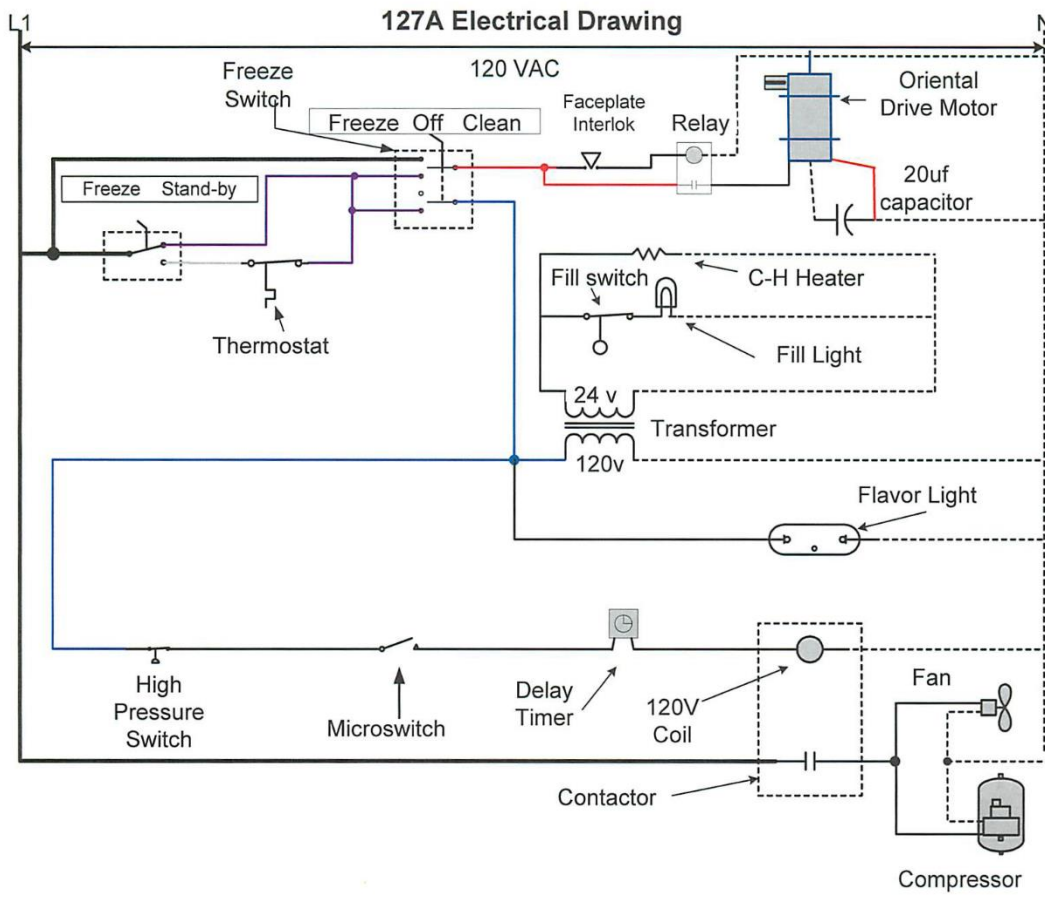 L1
127A Electrical Drawing
N
120 VAC
Freeze
Switch
Freeze Off Clean
Faceplate
Interlok
Relay
Oriental
Drive Motor
20uf
capacitor
Freeze Stand-by
Thermostat
Fill switch
C-H Heater
Fill Light
24 v
Transformer
120v
Flavor Light
High
Pressure
Switch
Microswitch
Delay
Timer
120V
Coil
Fan
Contactor
Compressor